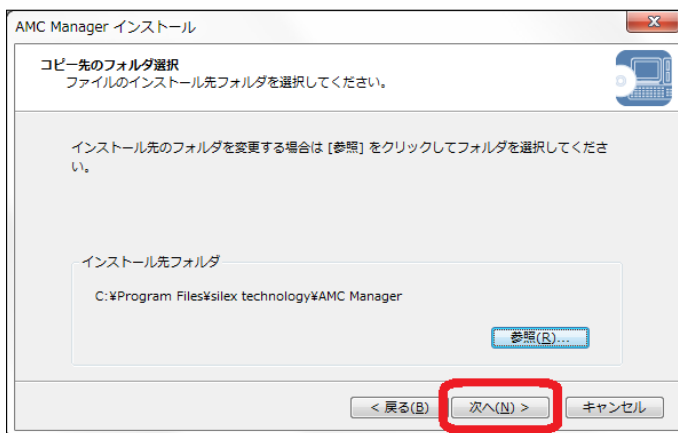 AMC Manager インストール
コピー先のフォルダ選択
ファイルのインストール先フォルダを選択してください。
インストール先のフォルダを変更する場合は [参照] をクリックしてフォルダを選択してくださ
い。
インストール先フォルダ
C:¥Program Files¥silex technology¥AMC Manager
参照(R)...
< 戻る(B) 次へ(N) > キャンセル